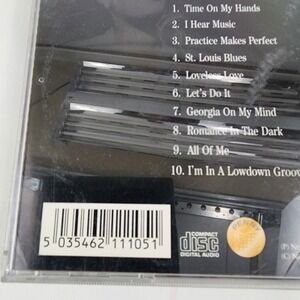 1. Time On My Hands
2. I Hear Music
3. Practice Makes Perfect
4. St. Louis Blues
5. Loveless Love
6. Let's Do It
7. Georgia On My Mind
8. Romance In The Dark
9. All Of Me
10. I'm In A Lowdown Groov
5 035462 111051
COMPACT
disc
DIGITAL AUDIO
(P)
(C)